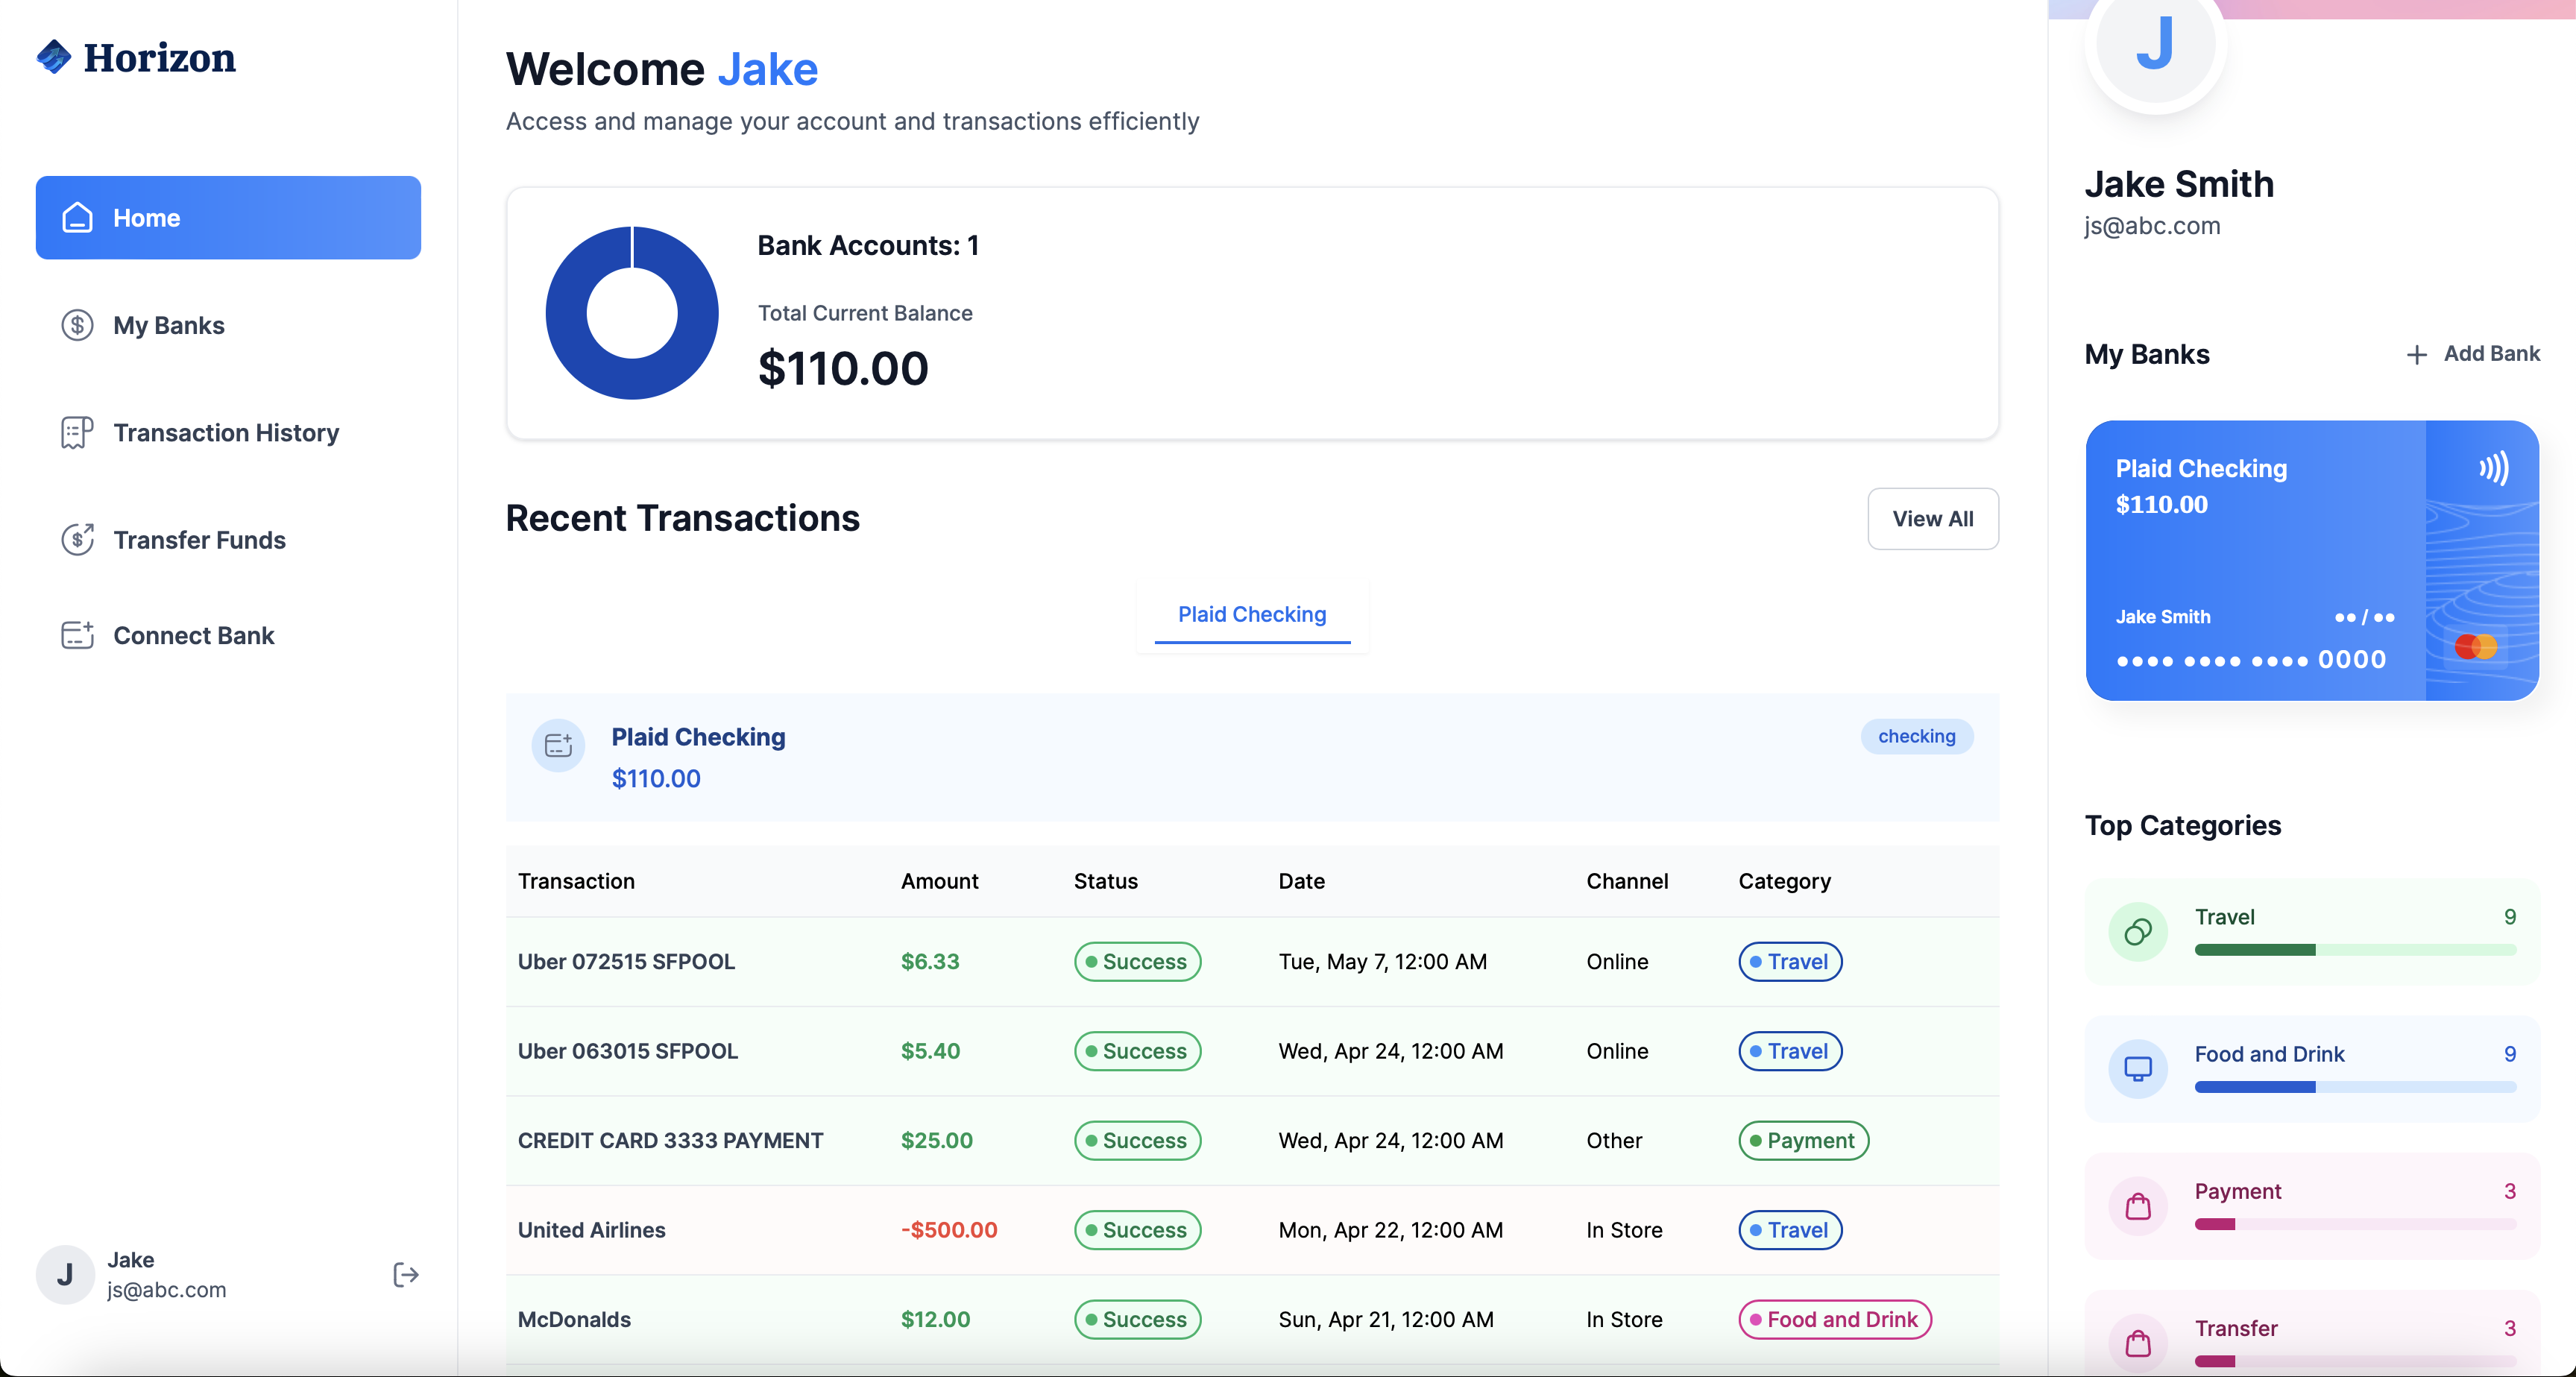 Horizon
Home
My Banks
Transaction History
Transfer Funds
Connect Bank
J
Jake
js@abc.com
Welcome Jake
Access and manage your account and transactions efficiently
Bank Accounts: 1
Total Current Balance
$110.00
Recent Transactions
View All
Plaid Checking
Plaid Checking
$110.00
checking
Transaction Amount Status Date Channel Category
Uber 072515 SFPOOL $6.33 Success Tue, May 7, 12:00 AM Online Travel
Uber 063015 SFPOOL $5.40 Success Wed, Apr 24, 12:00 AM Online Travel
CREDIT CARD 3333 PAYMENT $25.00 Success Wed, Apr 24, 12:00 AM Other Payment
United Airlines -$500.00 Success Mon, Apr 22, 12:00 AM In Store Travel
McDonalds $12.00 Success Sun, Apr 21, 12:00 AM In Store Food and Drink
J
Jake Smith
js@abc.com
My Banks
+ Add Bank
Plaid Checking
$110.00
Jake Smith ●● / ●●
●●●● ●●●● ●●●● 0000
Top Categories
Travel 9
Food and Drink 9
Payment 3
Transfer 3